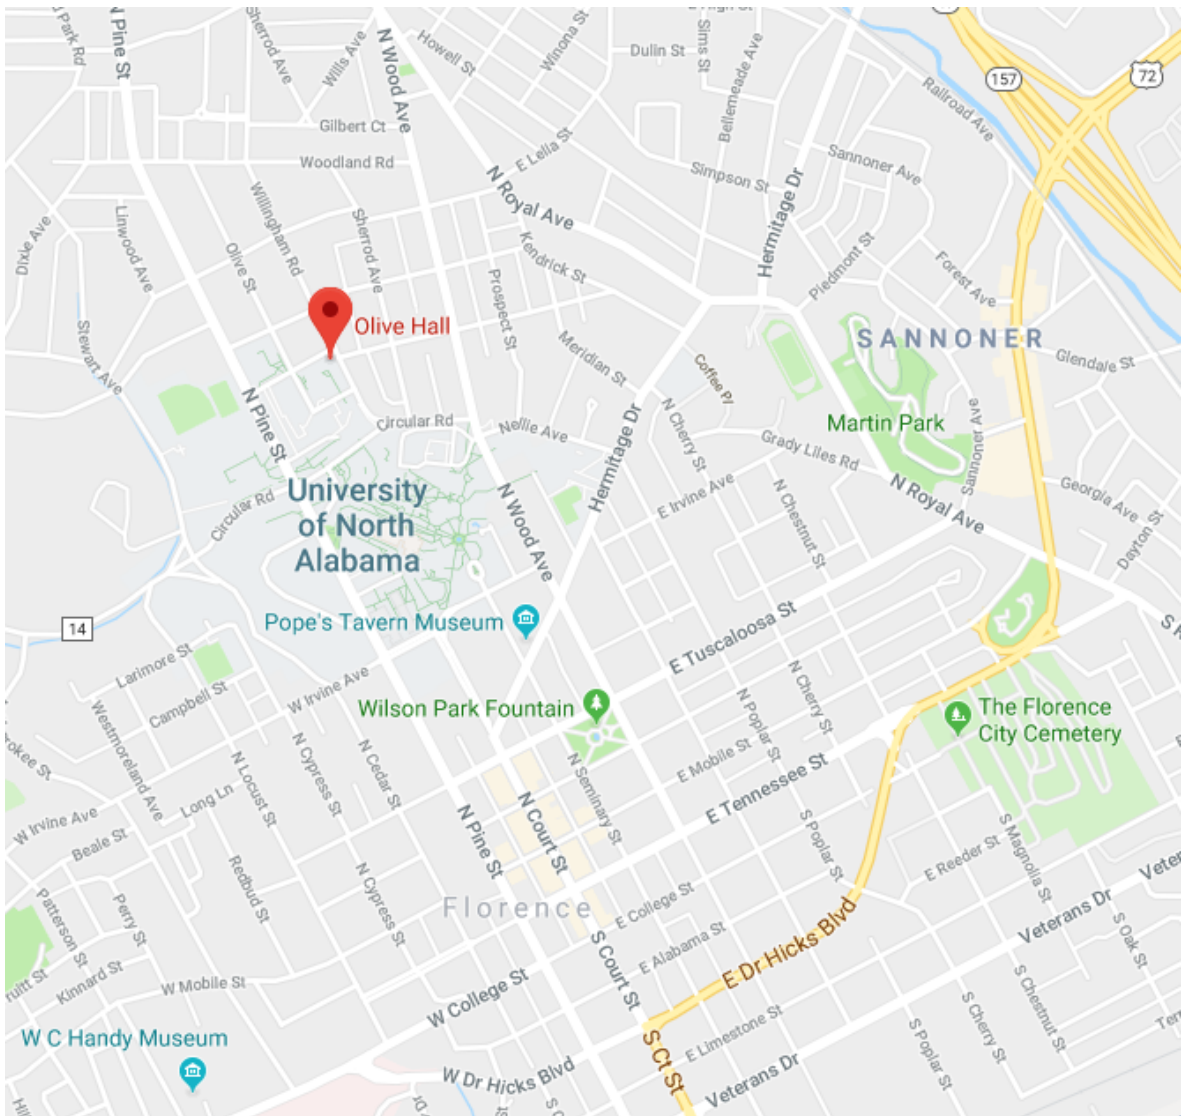 N Pine St
Park Rd
Sherrod Ave
Wills Ave
N Wood Ave
Howell St
Winona St
Dulin St
Sims St
Bellemeade Ave
157
72
Railroad Ave
Gilbert Ct
Woodland Rd
E Lella St
Simpson St
Sannoner Ave
Hermitage Dr
N Royal Ave
Dixie Ave
Linwood Ave
Olive St
Willingham Rd
Sherrod Ave
Kendrick St
Prospect St
Piedmont St
Forest Ave
Olive Hall
Stewart Ave
Meridian St
Coffee Pl
SANNONER
Glendale St
N Pine St
Circular Rd
Nellie Ave
Hermitage Dr
N Cherry St
Martin Park
Grady Liles Rd
Sannoner Ave
Circular Rd
University
of North
Alabama
N Wood Ave
E Irvine Ave
N Chestnut St
N Royal Ave
Georgia Ave
Dayton St
14
Pope's Tavern Museum
E Tuscaloosa St
Larimore St
Campbell St
W Irvine Ave
Wilson Park Fountain
N Poplar St
N Cherry St
The Florence
City Cemetery
Westmoreland Ave
N Locust St
N Cypress St
N Cedar St
Long Ln
W Irvine Ave
Beale St
N Pine St
N Court St
N Seminary St
E Mobile St
E Tennessee St
S Poplar St
S Magnolia St
E Reeder St
Redbud St
N Cypress St
Florence
E College St
Patterson St
Perry St
Kinnard St
W Mobile St
W College St
S Court St
E Alabama St
E Dr Hicks Blvd
Veterans Dr
S Oak St
W C Handy Museum
W Dr Hicks Blvd
S Ct St
E Limestone St
Veterans Dr
S Poplar St
S Cherry St
S Chestnut St